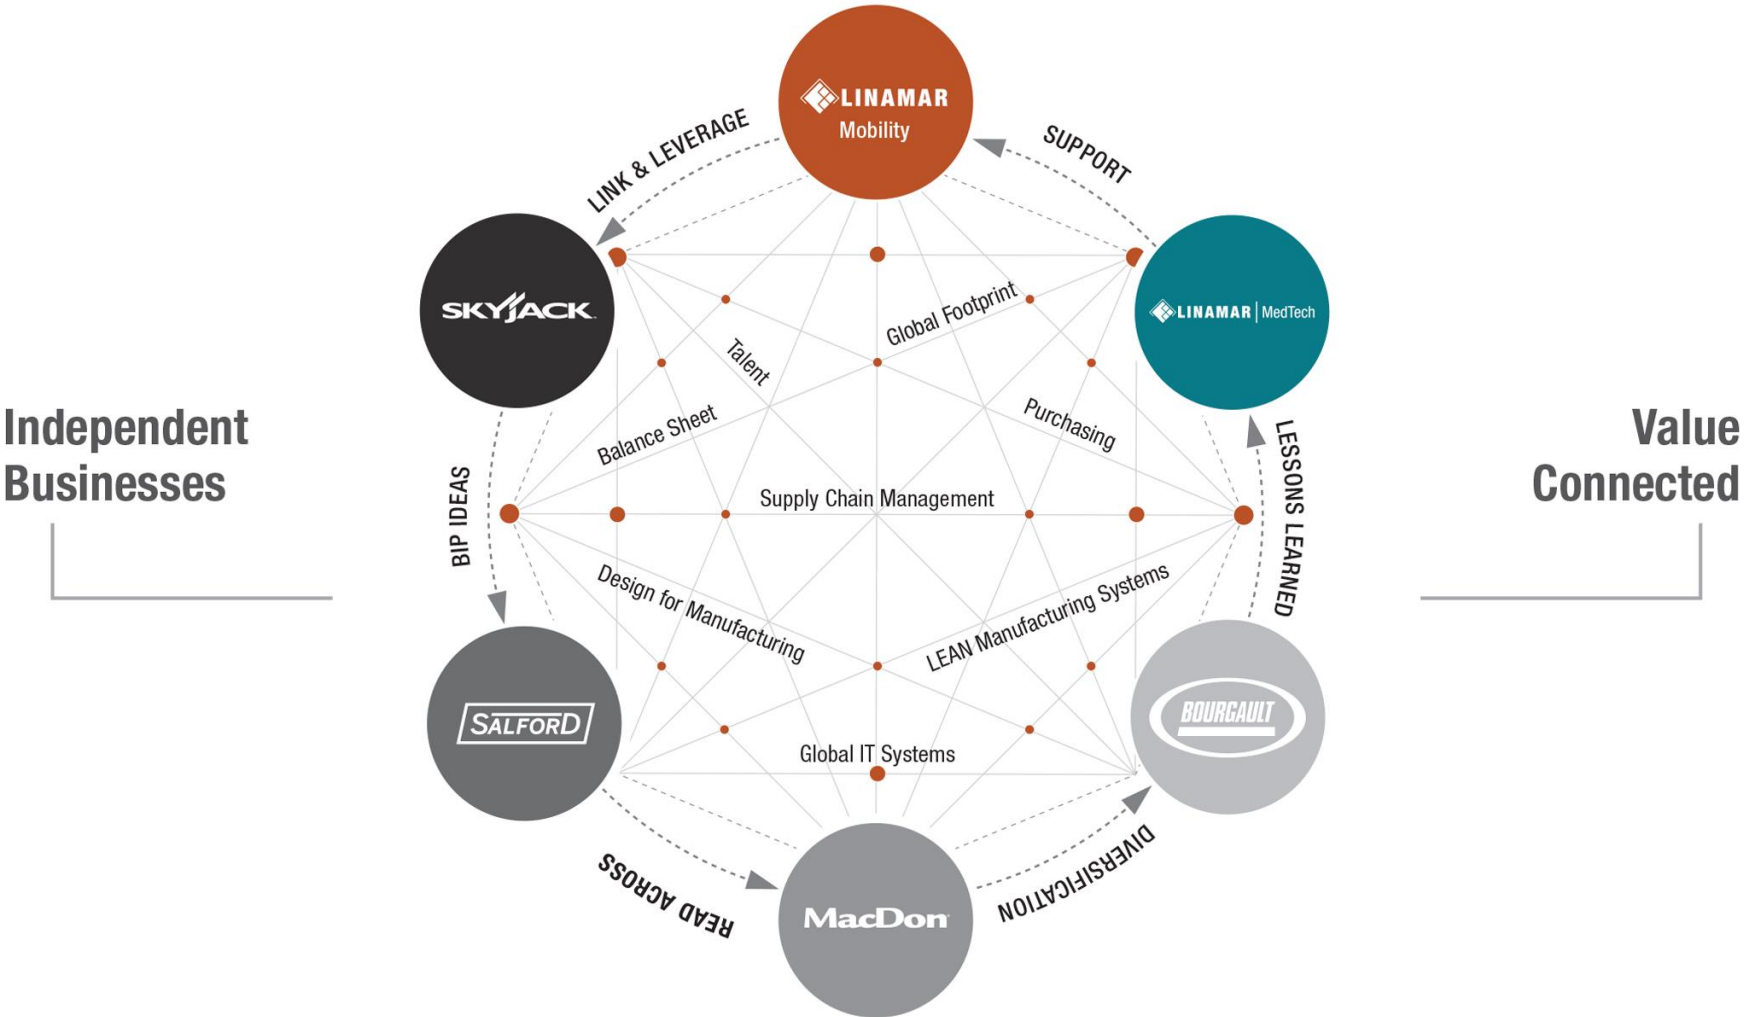 LINAMAR
Mobility
LINK & LEVERAGE
SUPPORT
SKYJACK
LINAMAR | MedTech
Global Footprint
Talent
Balance Sheet
Purchasing
Independent
Businesses
Value
Connected
BIP IDEAS
LESSONS LEARNED
Supply Chain Management
Design for Manufacturing
LEAN Manufacturing Systems
SALFORD
BOURGAULT
Global IT Systems
READ ACROSS
DIVERSIFICATION
MacDon